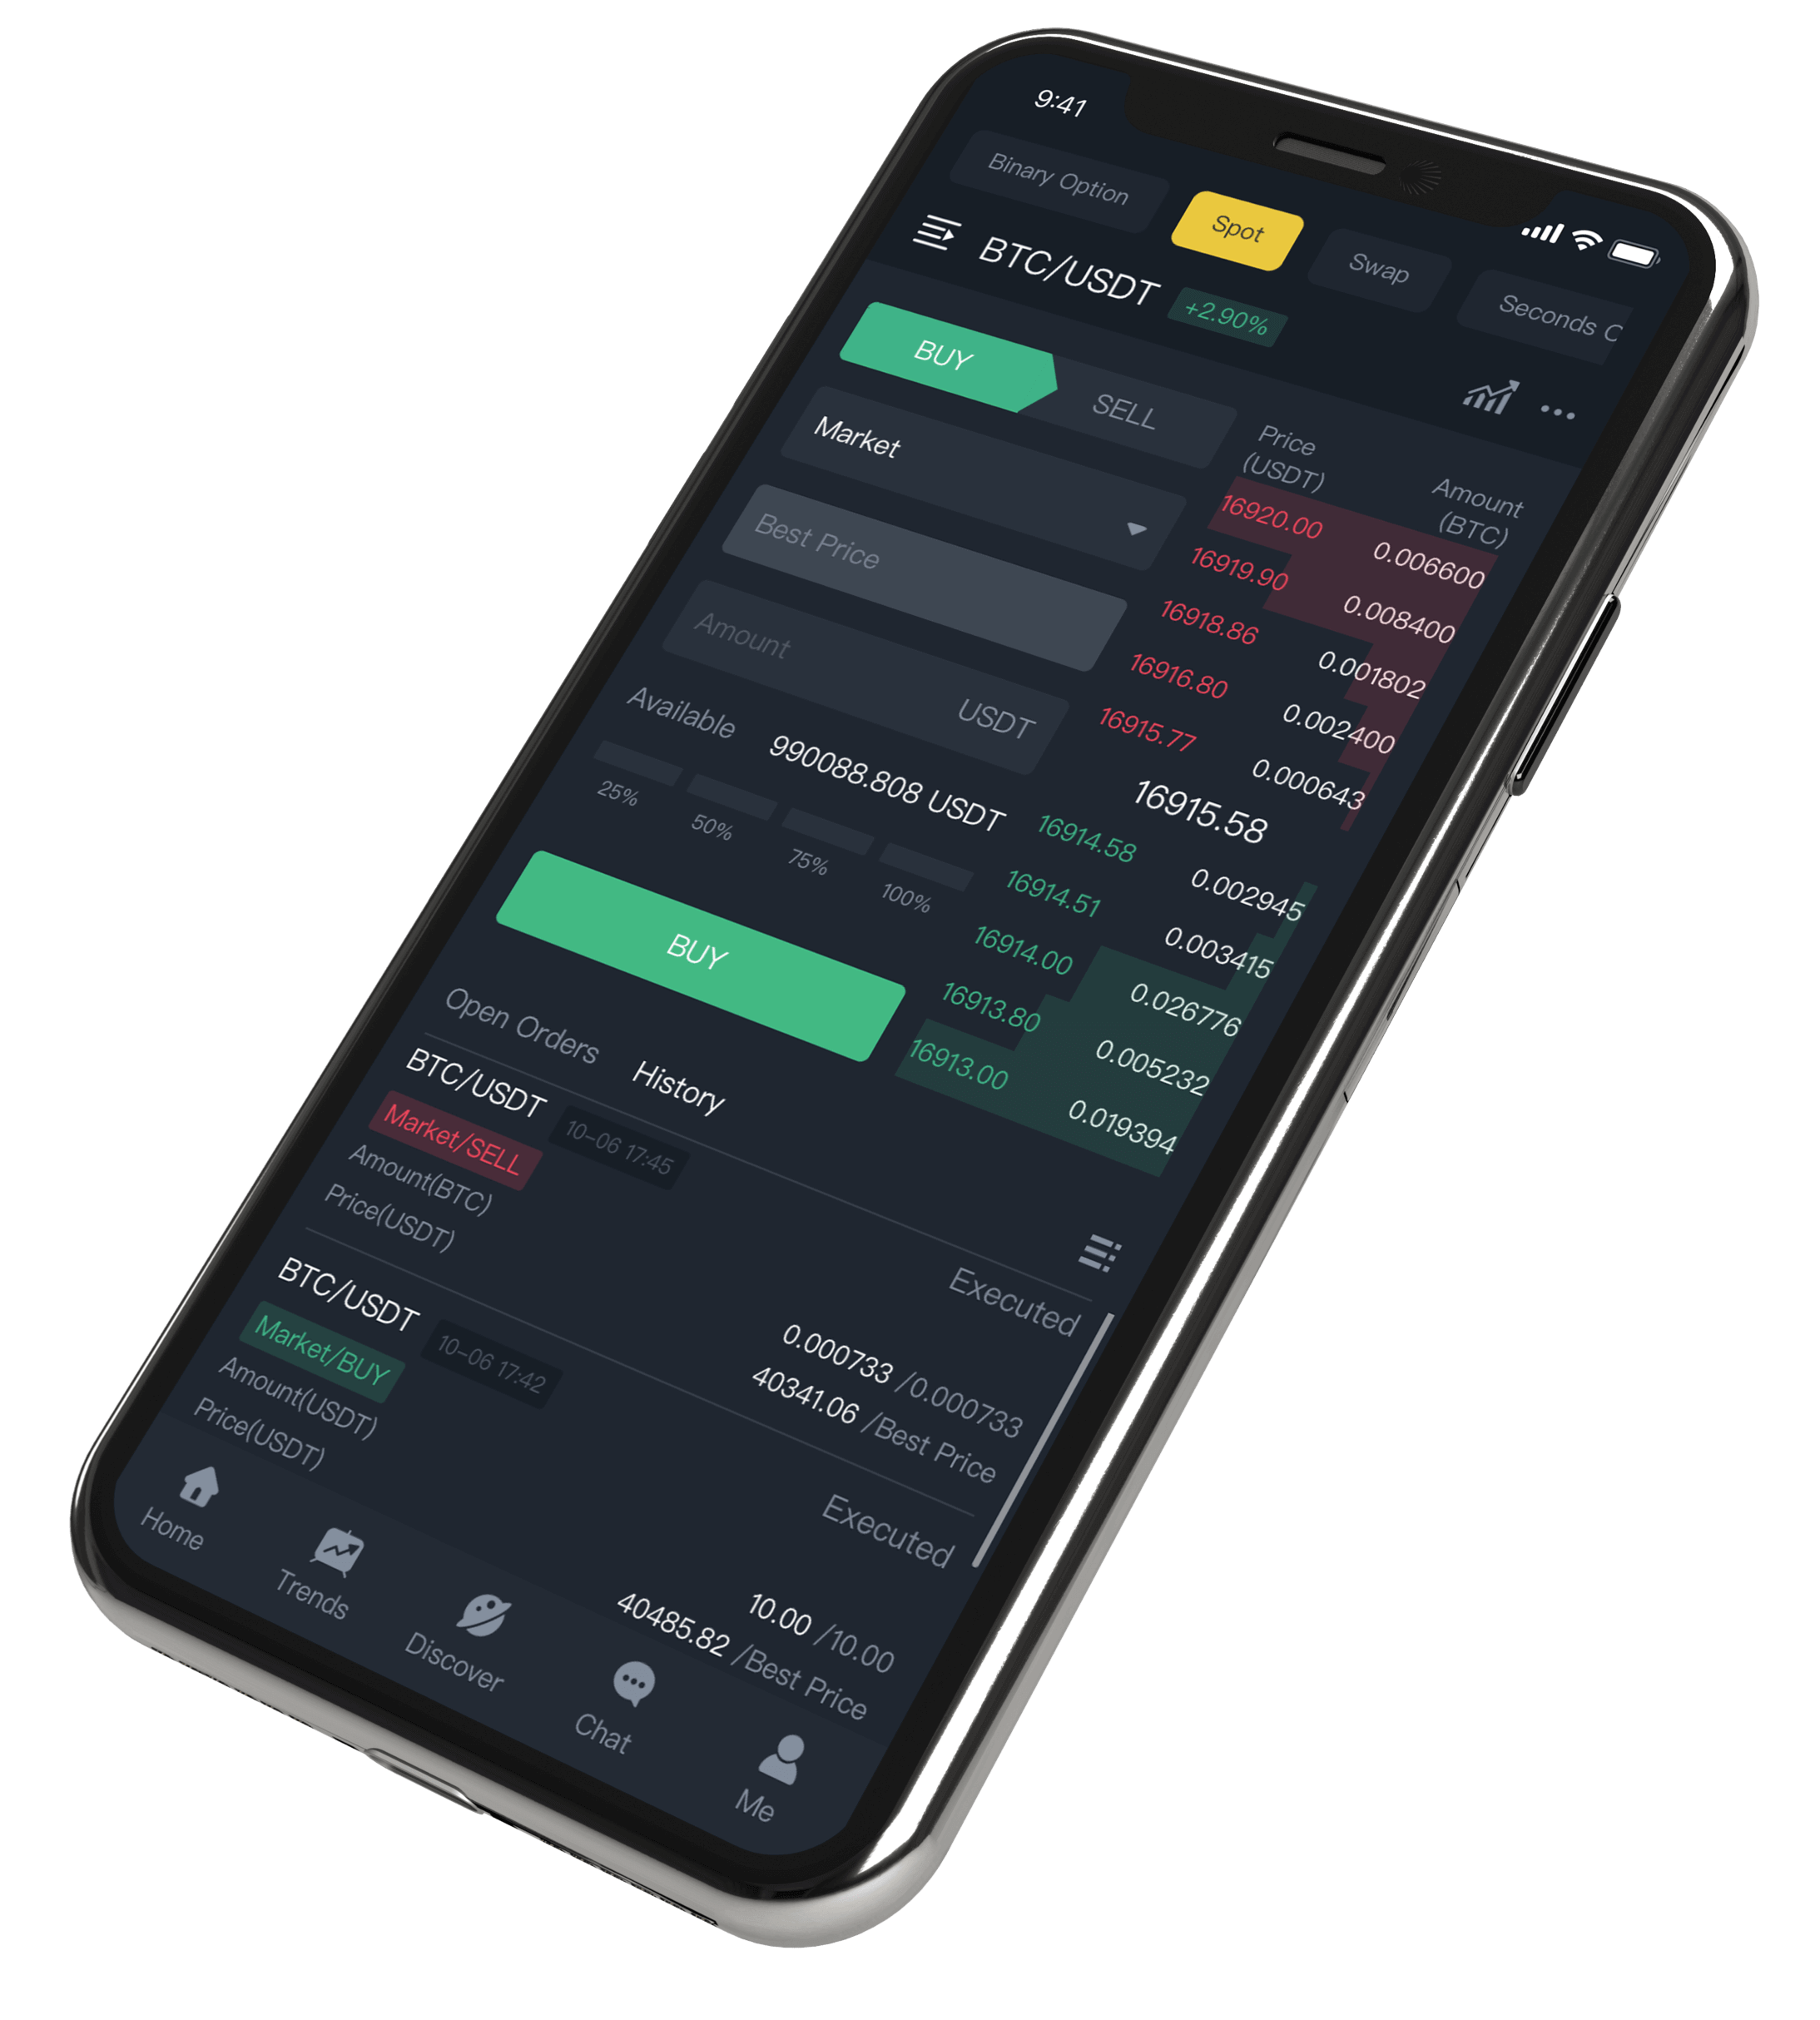 9:41
Binary Option
Spot
Swap
Seconds C
BTC/USDT +2.90%
BUY
SELL
Market
Best Price
Amount
USDT
Available
990088.808 USDT
25%
50%
75%
100%
BUY
Price
(USDT)
Amount
(BTC)
16920.00 0.006600
16919.90 0.008400
16918.86 0.001802
16916.80 0.002400
16915.77 0.000643
16915.58
16914.58 0.002945
16914.51 0.003415
16914.00 0.026776
16913.80 0.005232
16913.00 0.019394
Open Orders
History
BTC/USDT
Market/SELL 10-06 17:45
Executed
Amount(BTC) 0.000733 /0.000733
Price(USDT) 40341.06 /Best Price
BTC/USDT
Market/BUY 10-06 17:42
Executed
Amount(USDT) 10.00 /10.00
Price(USDT) 40485.82 /Best Price
Home
Trends
Discover
Chat
Me